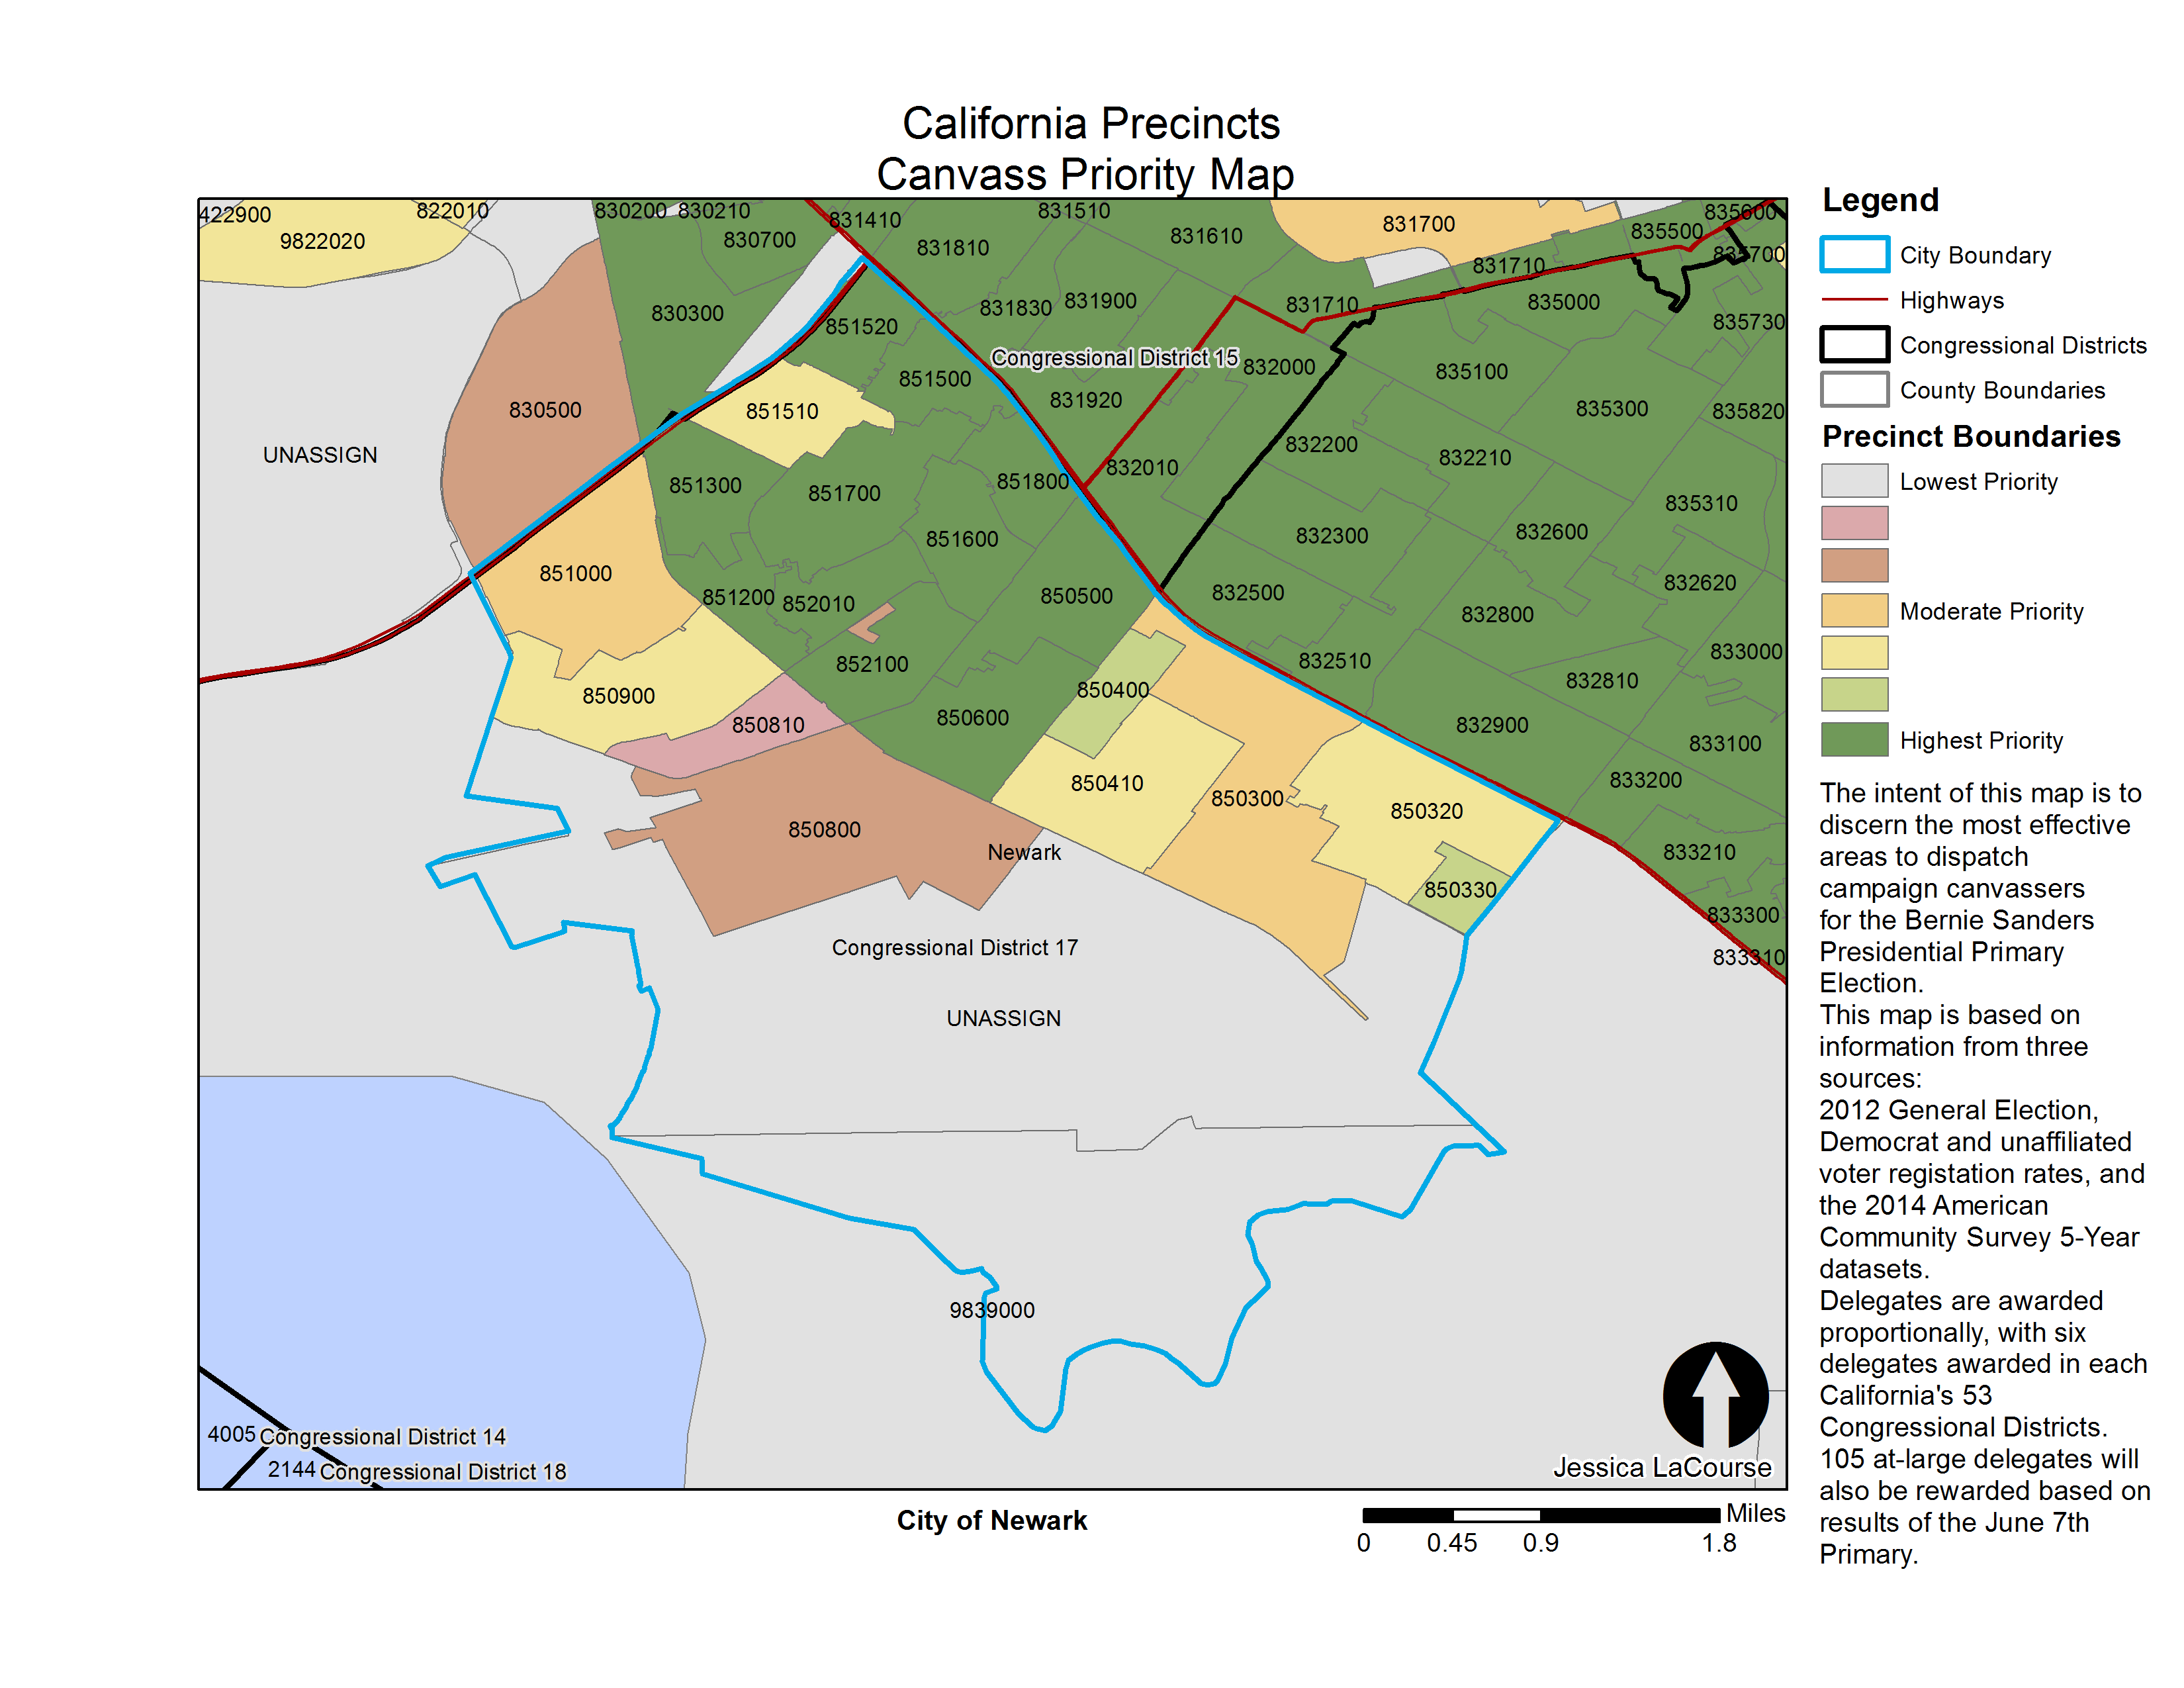 California Precincts
Canvass Priority Map
422900
822010
830200
830210
831410
831510
835600
9822020
830700
831810
831610
831700
835500
835700
831710
830300
851520
831830
831900
831710
835000
835730
Congressional District 15
851500
832000
835100
851510
831920
835300
835820
830500
UNASSIGN
832200
832210
832010
851300
851700
851800
835310
851600
832300
832600
851000
851200
852010
850500
832500
832620
832800
852100
832510
833000
850900
850400
832810
850810
850600
832900
833100
850410
850300
833200
850320
850800
Newark
833210
850330
833300
Congressional District 17
833310
UNASSIGN
9839000
4005
Congressional District 14
2144
Congressional District 18
Jessica LaCourse
City of Newark
Miles
0
0.45
0.9
1.8
Legend
City Boundary
Highways
Congressional Districts
County Boundaries
Precinct Boundaries
Lowest Priority
Moderate Priority
Highest Priority
The intent of this map is to
discern the most effective
areas to dispatch
campaign canvassers
for the Bernie Sanders
Presidential Primary
Election.
This map is based on
information from three
sources:
2012 General Election,
Democrat and unaffiliated
voter registation rates, and
the 2014 American
Community Survey 5-Year
datasets.
Delegates are awarded
proportionally, with six
delegates awarded in each
California's 53
Congressional Districts.
105 at-large delegates will
also be rewarded based on
results of the June 7th
Primary.